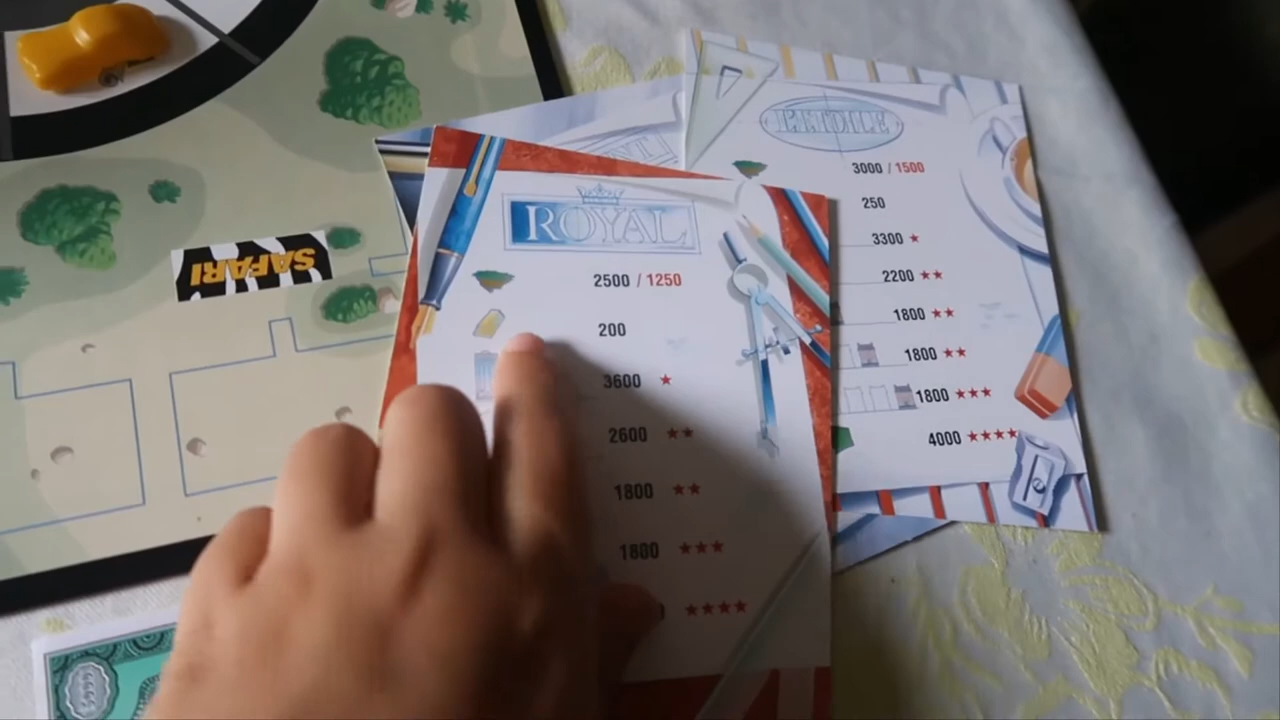 SAFARI
ROYAL
2500 / 1250
200
3600 ★
2600 ★★
1800 ★★
1800 ★★★
★★★★
ETOILE
3000 / 1500
250
3300 ★
2200 ★★
1800 ★★
1800 ★★
1800 ★★★
4000 ★★★★